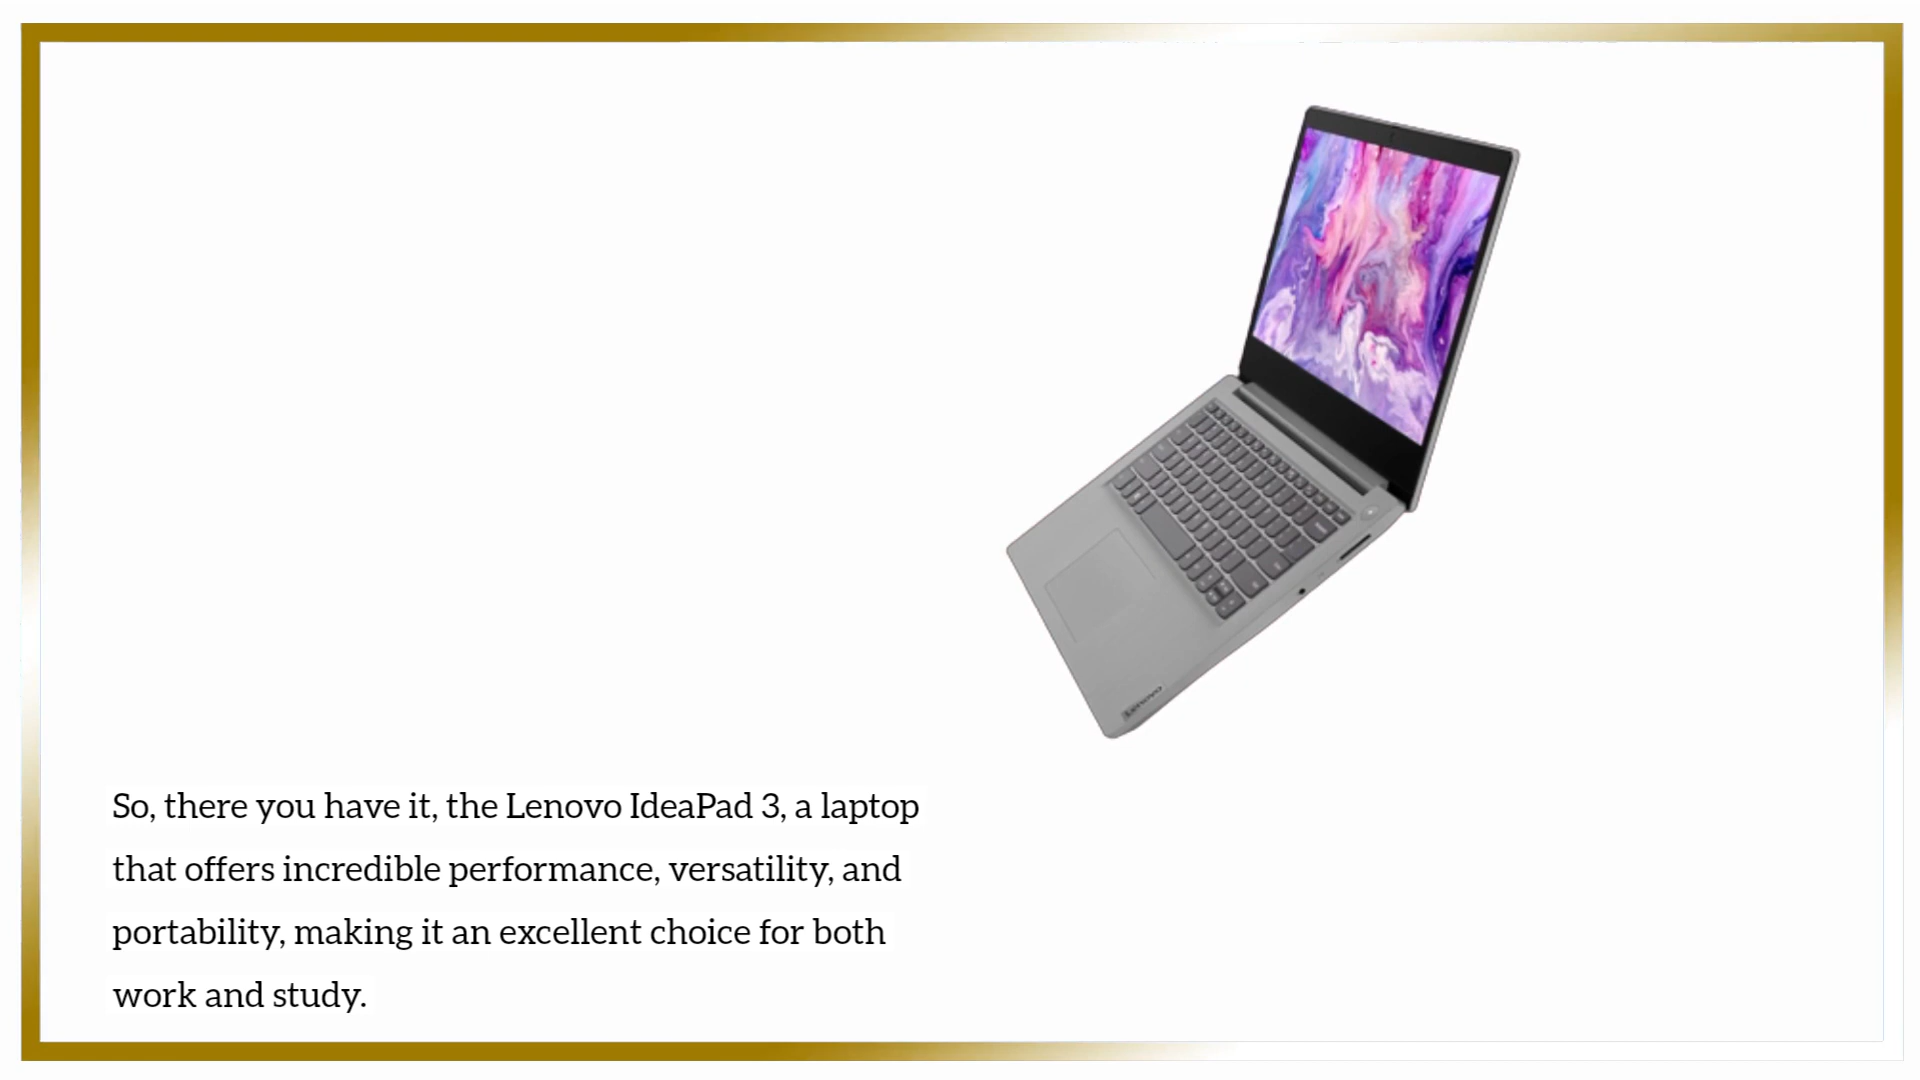 Lenovo
So, there you have it, the Lenovo IdeaPad 3, a laptop
that offers incredible performance, versatility, and
portability, making it an excellent choice for both
work and study.